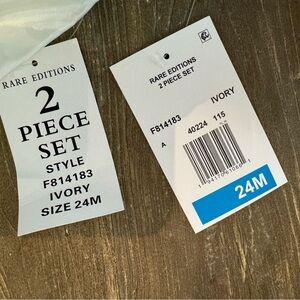 RARE EDITIONS
2
PIECE
SET
STYLE
F814183
IVORY
SIZE 24M
RARE EDITIONS
2 PIECE SET
F814183
IVORY
A
40224
115
24M